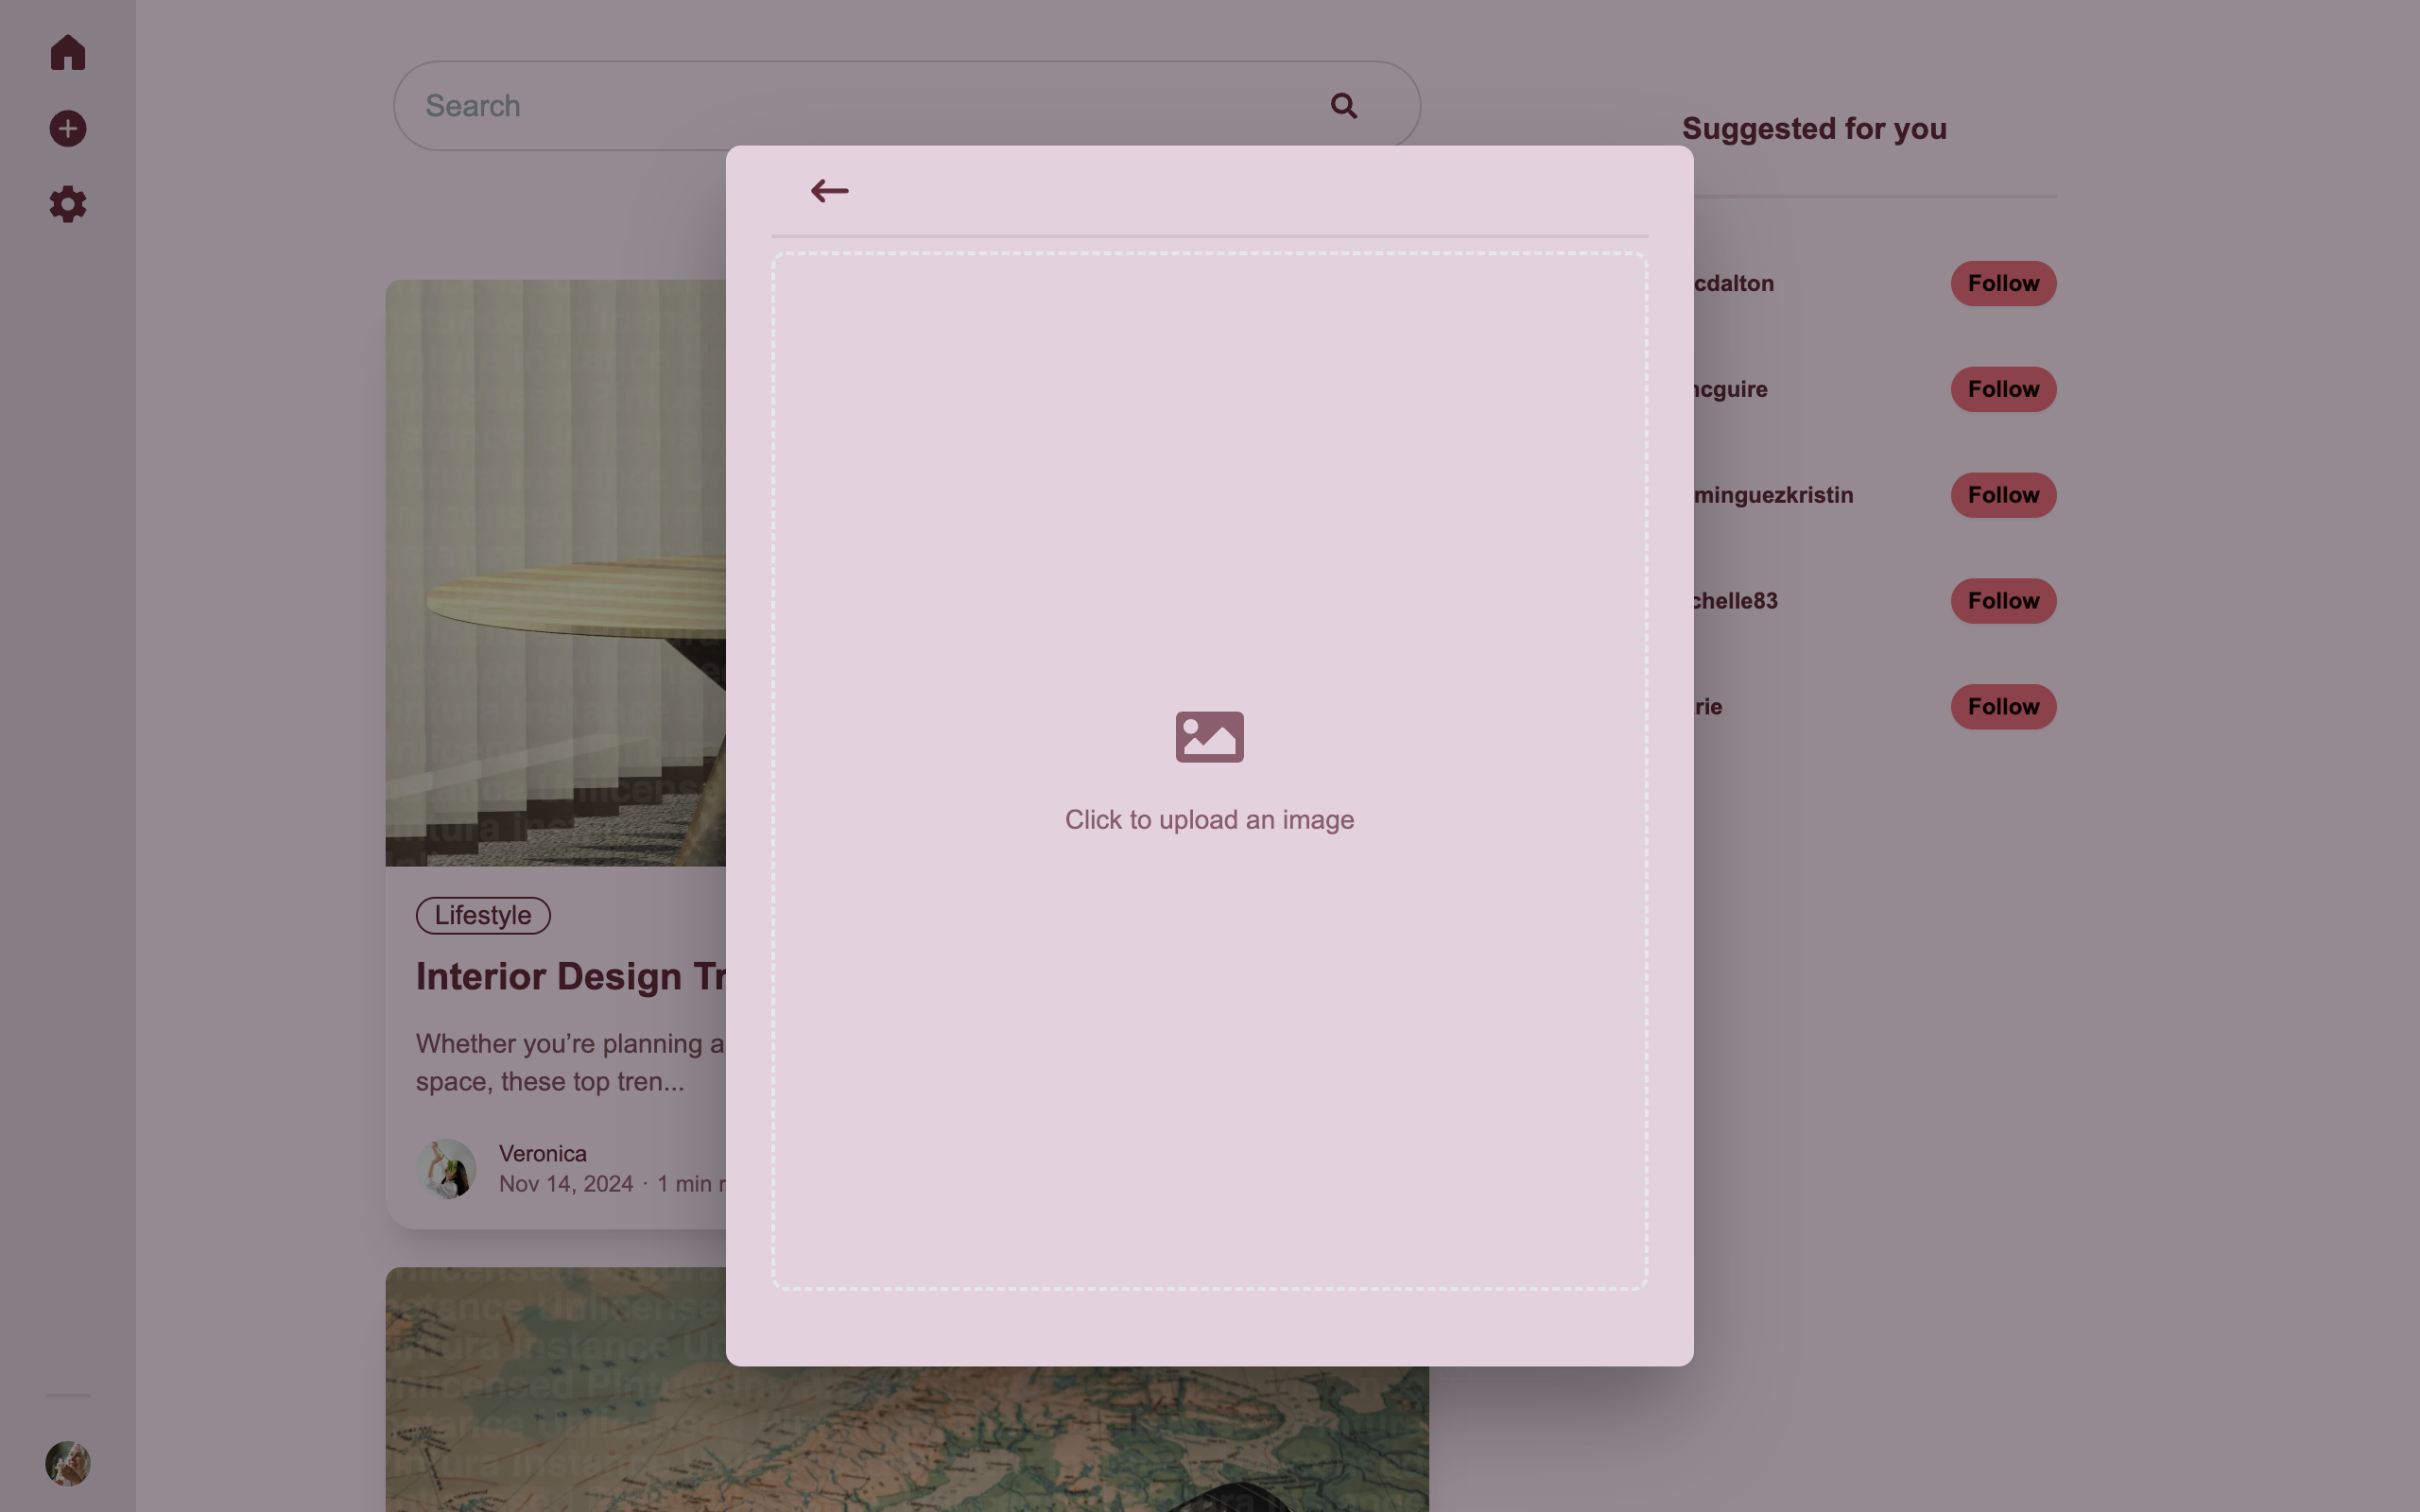 Search
Suggested for you
cdalton
Follow
mcguire
Follow
minguezkristin
Follow
chelle83
Follow
rie
Follow
Click to upload an image
Lifestyle
Interior Design Tr
Whether you’re planning a
space, these top tren...
Veronica
Nov 14, 2024 · 1 min r